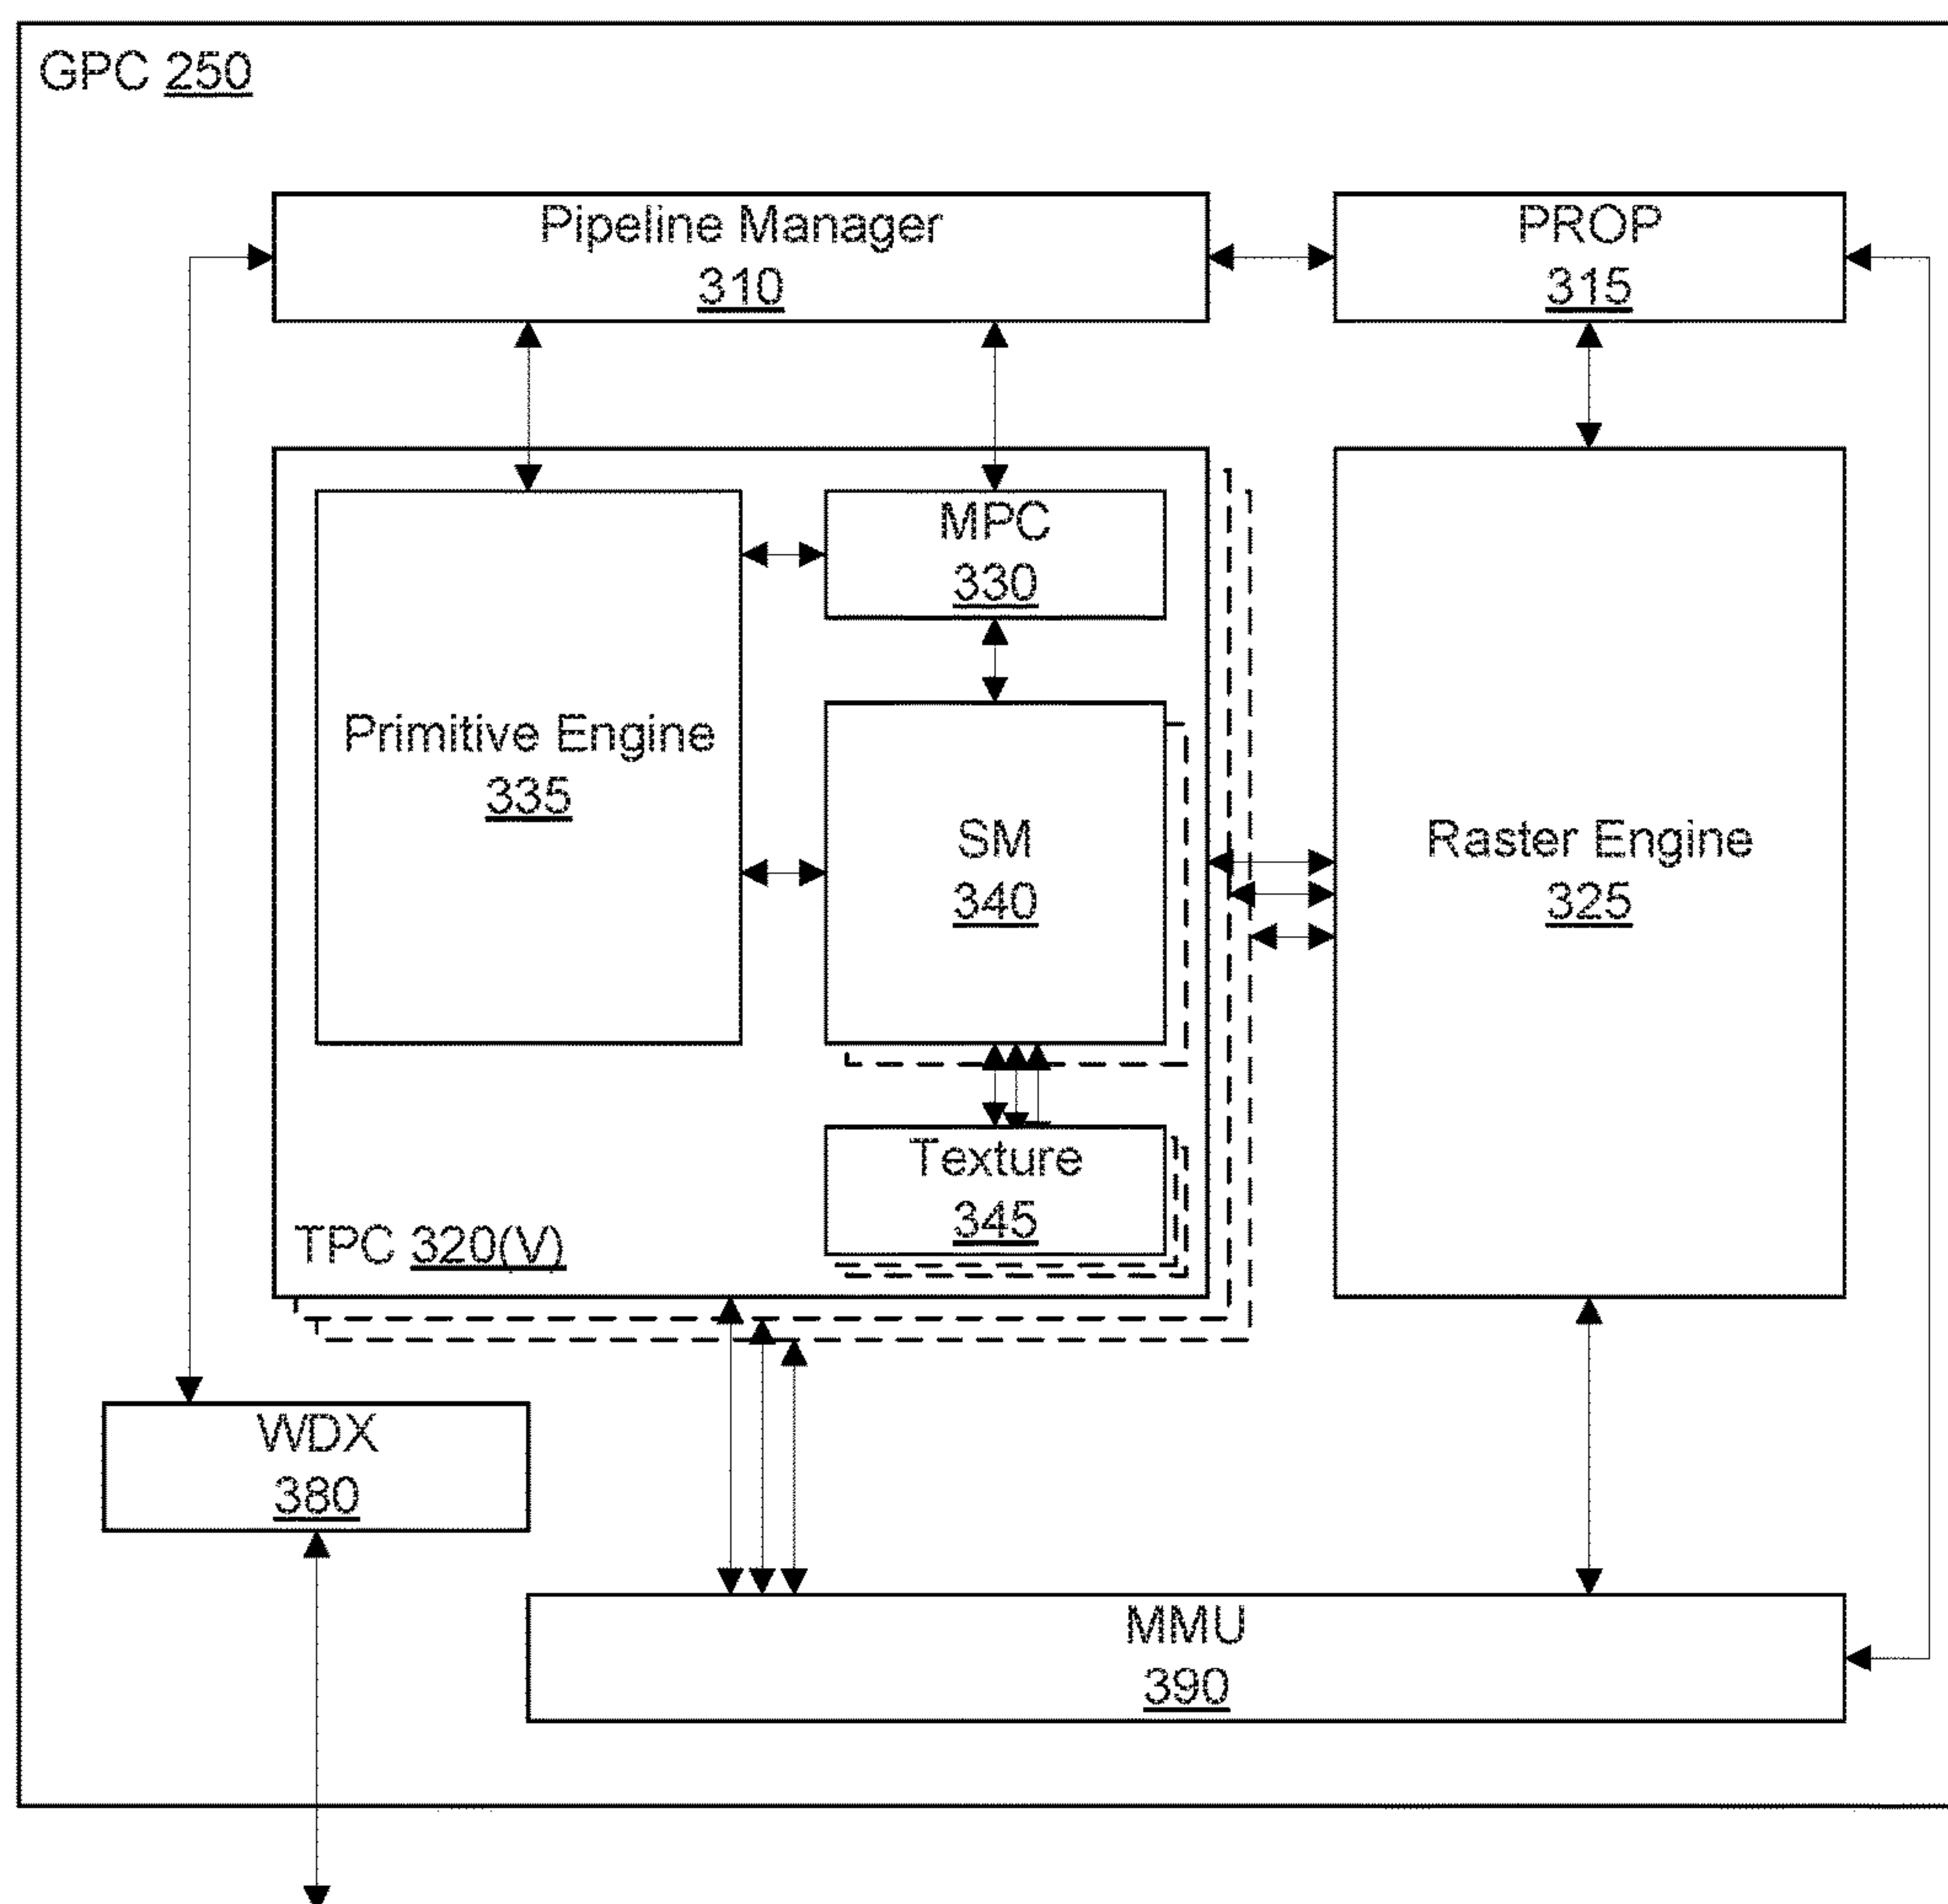 GPC 250
Pipeline Manager
310
PROP
315
MPC
330
Primitive Engine
335
SM
340
Raster Engine
325
Texture
345
TPC 320(V)
WDX
380
MMU
390